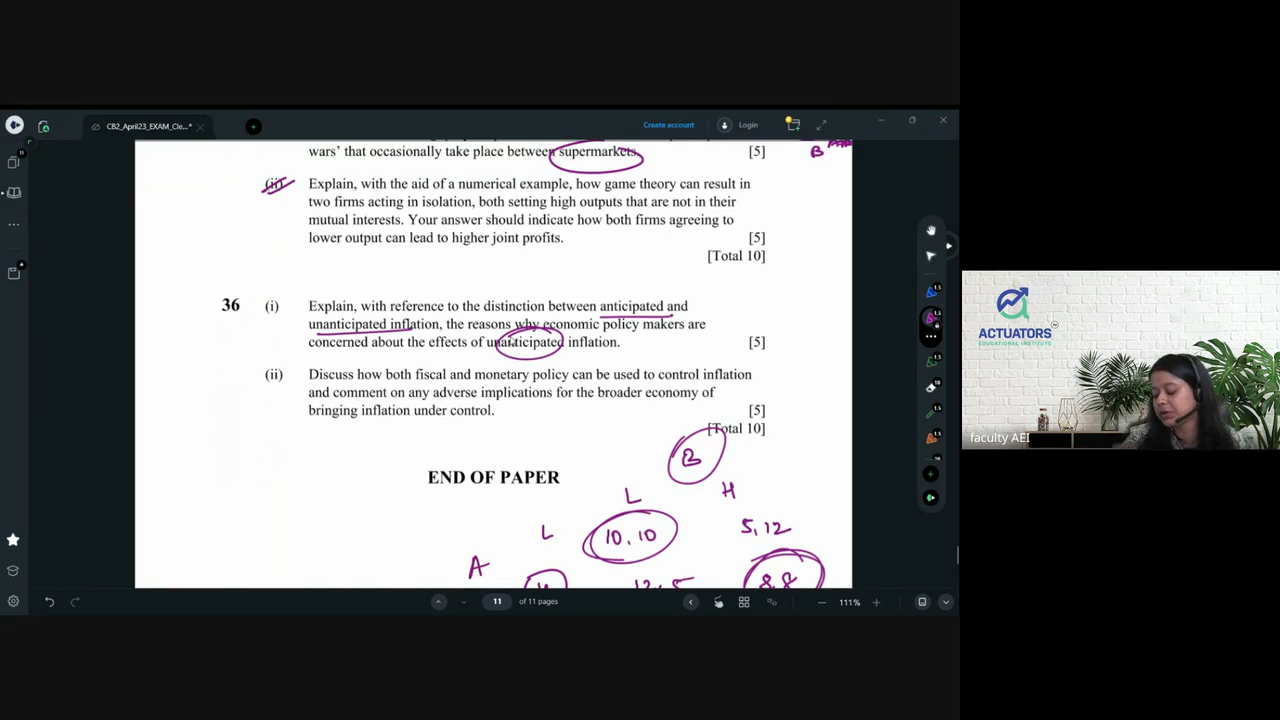 CB2_April23_EXAM_Cle...*
Create account
Login
wars’ that occasionally take place between supermarkets. [5]
B
(ii) Explain, with the aid of a numerical example, how game theory can result in
two firms acting in isolation, both setting high outputs that are not in their
mutual interests. Your answer should indicate how both firms agreeing to
lower output can lead to higher joint profits. [5]
[Total 10]
36 (i) Explain, with reference to the distinction between anticipated and
unanticipated inflation, the reasons why economic policy makers are
concerned about the effects of unanticipated inflation. [5]
(ii) Discuss how both fiscal and monetary policy can be used to control inflation
and comment on any adverse implications for the broader economy of
bringing inflation under control. [5]
[Total 10]
B
END OF PAPER
L H
L 10, 10 5, 12
A
12, 5 8, 8
11 of 11 pages
111%
ACTUATORS
EDUCATIONAL INSTITUTE
faculty AEI